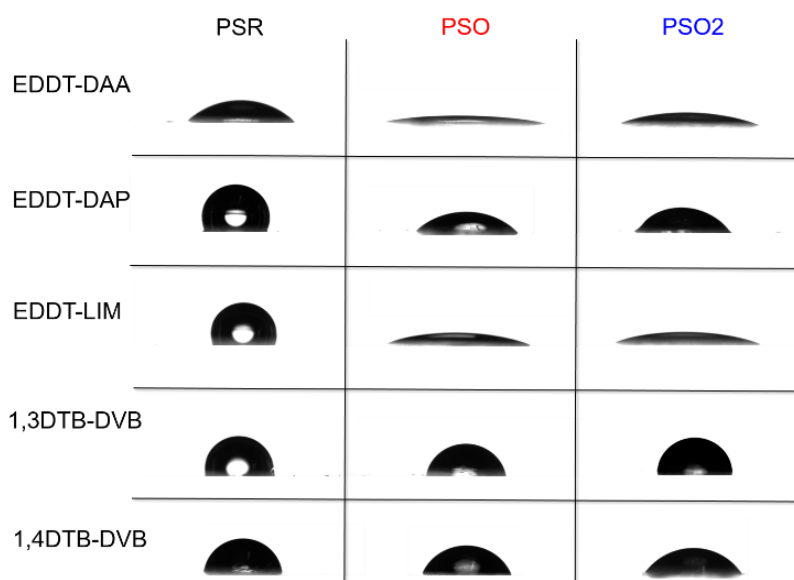 PSR PSO PSO2
EDDT-DAA
EDDT-DAP
EDDT-LIM
1,3DTB-DVB
1,4DTB-DVB